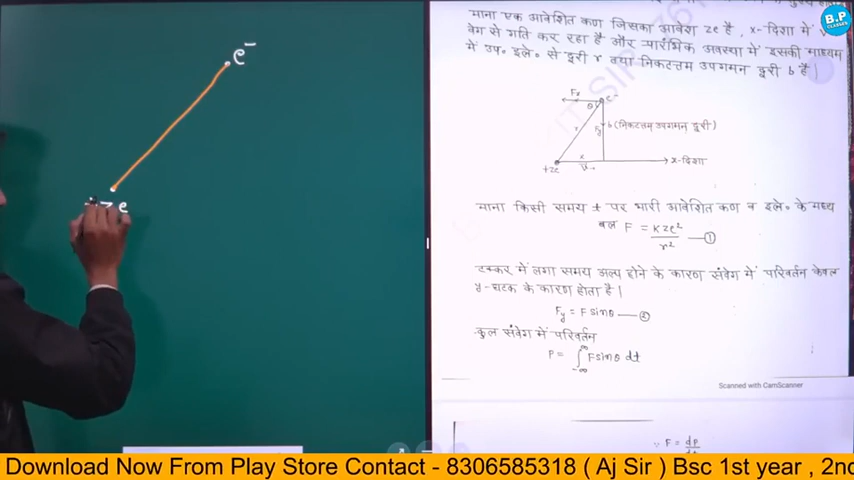 e⁻
+ze
माना एक आवेशित कण जिसका आवेश ze है, x-दिशा में v
वेग से गति कर रहा है और प्रारंभिक अवस्था में इसकी माध्यम
में उप० इले० से दूरी r तथा निकटतम उपगमन दूरी b है|
B.P
CLASSES
Fx
θ
e⁻
r
Fy
b (निकटतम उपगमन दूरी)
+ze
x
x-दिशा
माना किसी समय t पर भारी आवेशित कण व इले० के मध्य
बल F = kze²/r² —①
टक्कर में लगा समय अल्प होने के कारण संवेग में परिवर्तन केवल
y-घटक के कारण होता है|
Fy = F sinθ —②
कुल संवेग में परिवर्तन
P = ∫_{-∞}^{∞} F sinθ dt
Scanned with CamScanner
∵ F = dp
Download Now From Play Store Contact - 8306585318 ( Aj Sir ) Bsc 1st year , 2nd